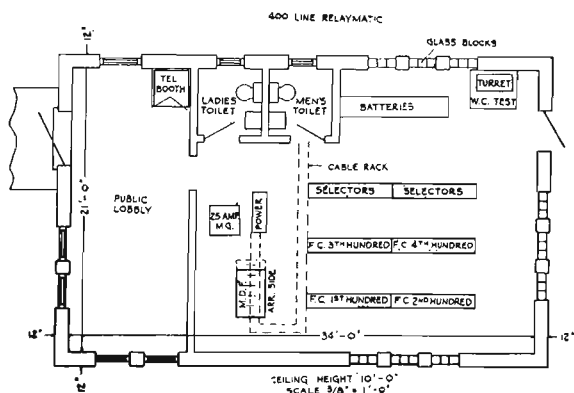 400 LINE RELAYMATIC
12"
GLASS BLOCKS
TEL
BOOTH
LADIES
TOILET
MEN'S
TOILET
BATTERIES
TURRET
W.C. TEST
CABLE RACK
PUBLIC
LOBBY
21'-0"
25 AMP
M.G.
POWER
SELECTORS
SELECTORS
F.C. 3TH HUNDRED
F.C. 4TH HUNDRED
M.D.F.
ARR. SIDE
F.C. 1ST HUNDRED
F.C. 2ND HUNDRED
34'-0"
12"
12"
CEILING HEIGHT 10'-0"
SCALE 3/8" = 1'-0"